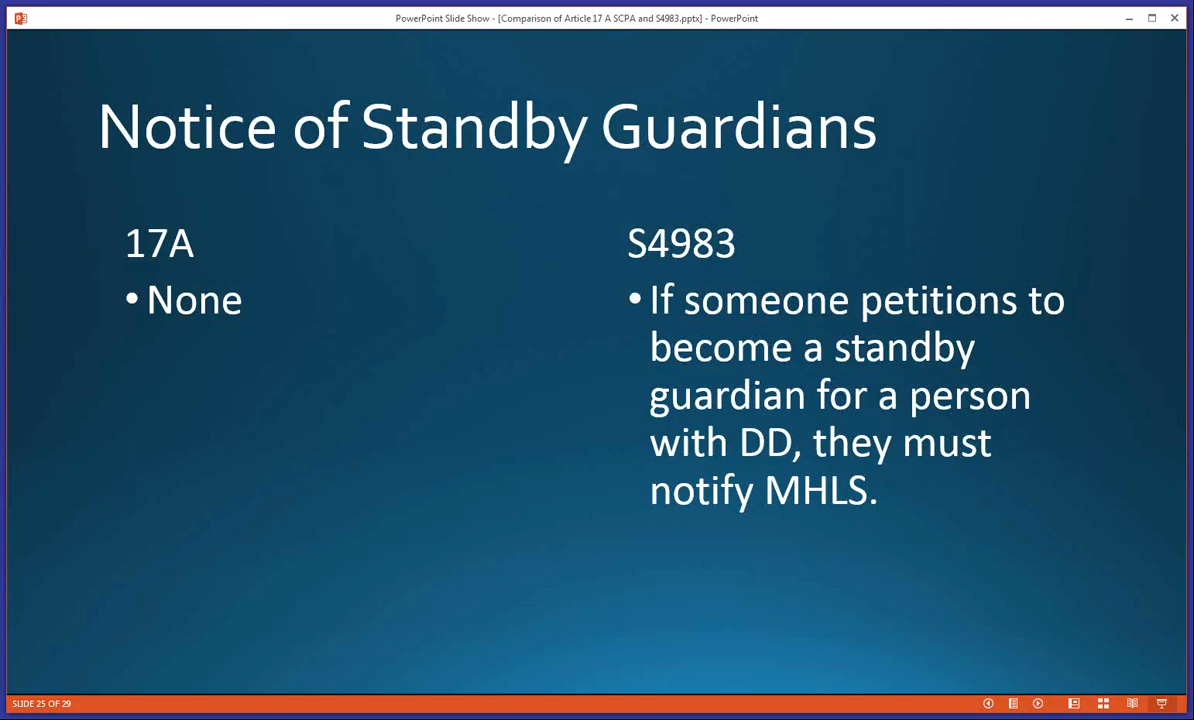 PowerPoint Slide Show - [Comparison of Article 17 A SCPA and S4983.pptx] - PowerPoint
Notice of Standby Guardians
17A
• None
S4983
• If someone petitions to
become a standby
guardian for a person
with DD, they must
notify MHLS.
SLIDE 25 OF 29